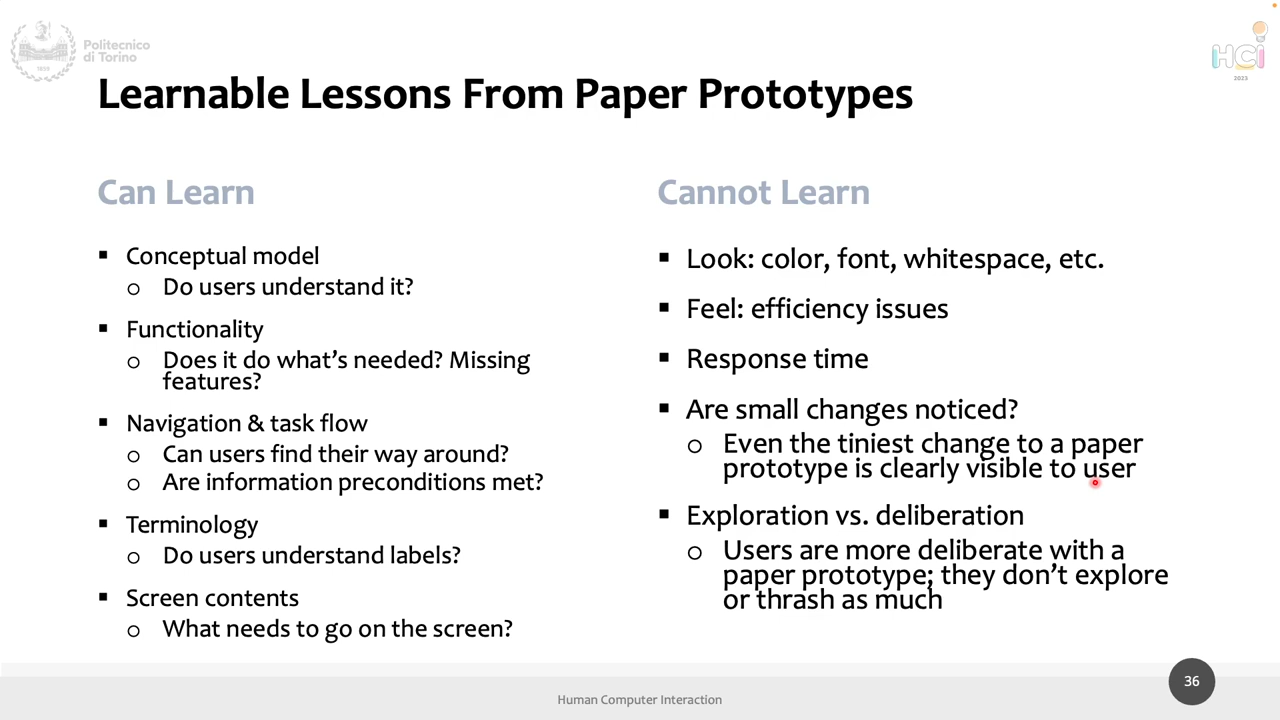 Politecnico
di Torino
1859
HCI
2023
Learnable Lessons From Paper Prototypes
Can Learn
▪ Conceptual model
o Do users understand it?
▪ Functionality
o Does it do what’s needed? Missing
features?
▪ Navigation & task flow
o Can users find their way around?
o Are information preconditions met?
▪ Terminology
o Do users understand labels?
▪ Screen contents
o What needs to go on the screen?
Cannot Learn
▪ Look: color, font, whitespace, etc.
▪ Feel: efficiency issues
▪ Response time
▪ Are small changes noticed?
o Even the tiniest change to a paper
prototype is clearly visible to user
▪ Exploration vs. deliberation
o Users are more deliberate with a
paper prototype; they don’t explore
or thrash as much
Human Computer Interaction
36